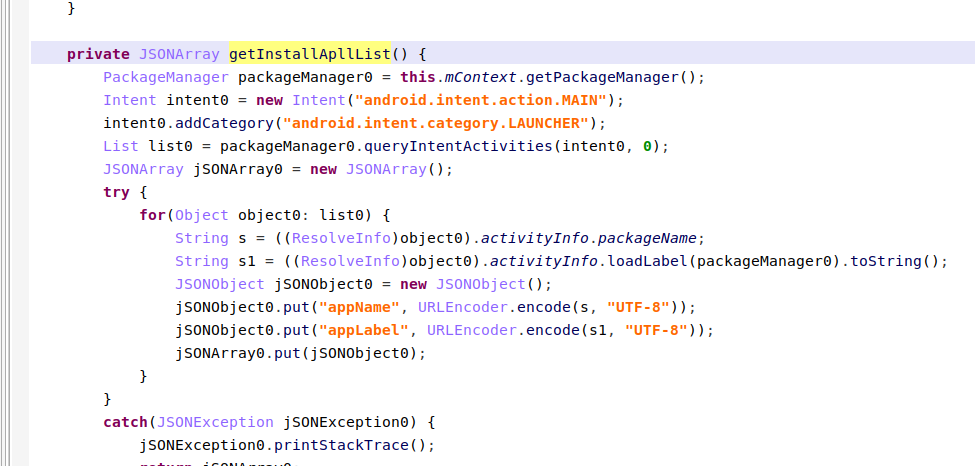 }
private JSONArray getInstallApllList() {
PackageManager packageManager0 = this.mContext.getPackageManager();
Intent intent0 = new Intent("android.intent.action.MAIN");
intent0.addCategory("android.intent.category.LAUNCHER");
List list0 = packageManager0.queryIntentActivities(intent0, 0);
JSONArray jSONArray0 = new JSONArray();
try {
for(Object object0: list0) {
String s = ((ResolveInfo)object0).activityInfo.packageName;
String s1 = ((ResolveInfo)object0).activityInfo.loadLabel(packageManager0).toString();
JSONObject jSONObject0 = new JSONObject();
jSONObject0.put("appName", URLEncoder.encode(s, "UTF-8"));
jSONObject0.put("appLabel", URLEncoder.encode(s1, "UTF-8"));
jSONArray0.put(jSONObject0);
}
}
catch(JSONException jSONException0) {
jSONException0.printStackTrace();
return jSONArray0